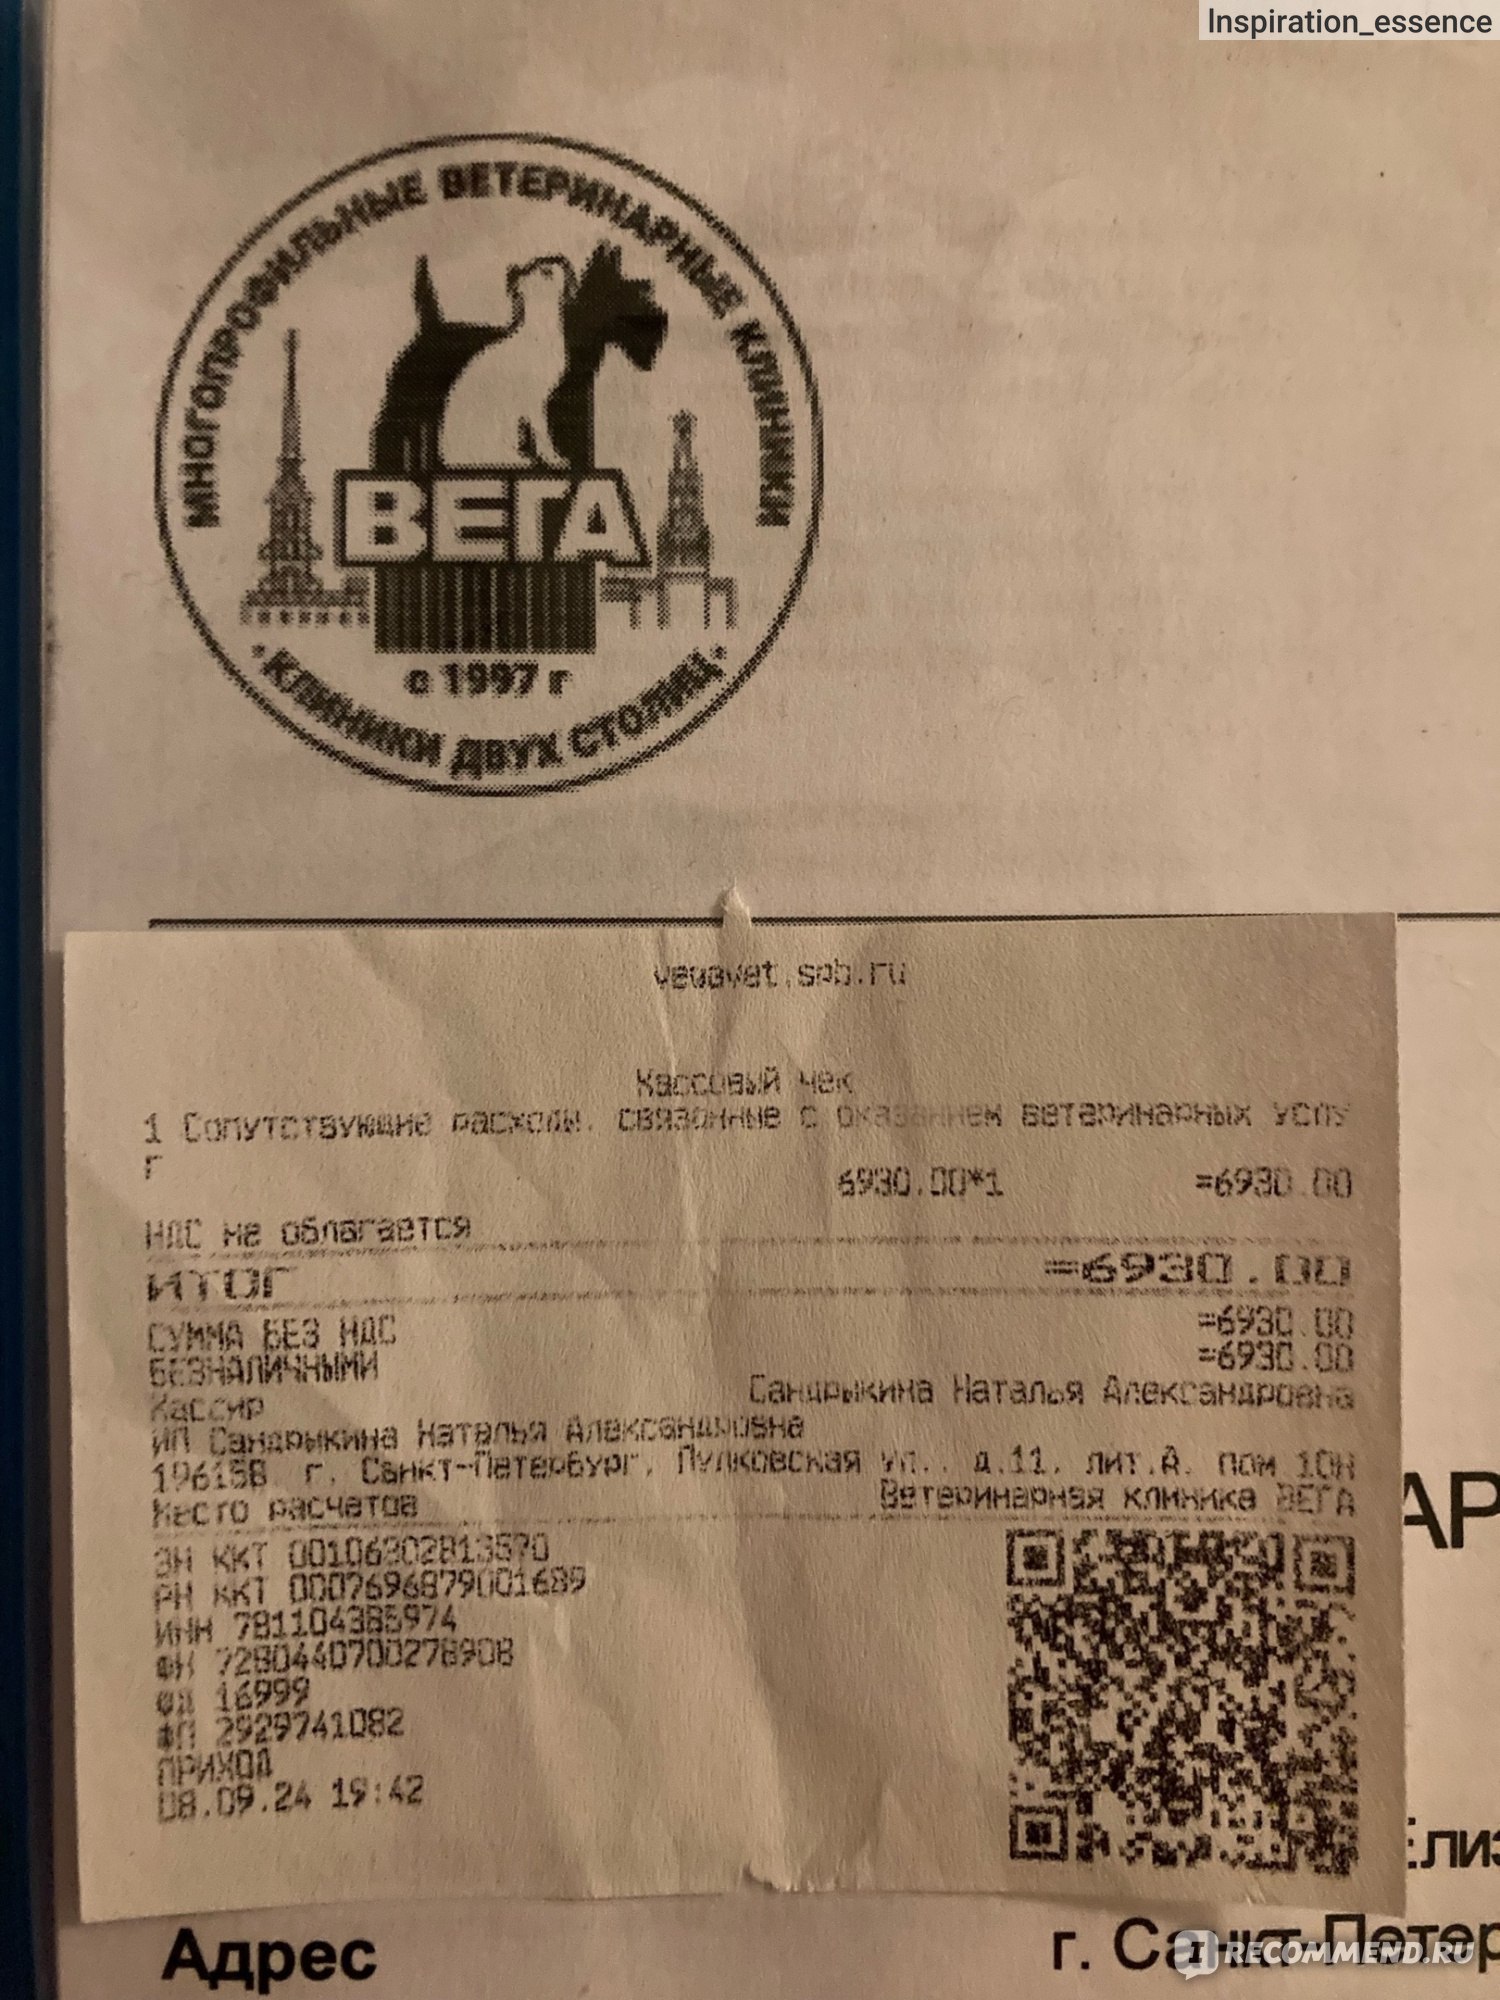 Inspiration_essence
МНОГОПРОФИЛЬНЫЕ ВЕТЕРИНАРНЫЕ КЛИНИКИ
ВЕГА
с 1997 г
• КЛИНИКИ ДВУХ СТОЛИЦ •
vegavet.spb.ru
Кассовый чек
1 Сопутствующие расходы, связонные с оказанием ветеринарных услу
г
6930.00*1 =6930.00
НДС не облагается
ИТОГ =6930.00
СУММА БЕЗ НДС =6930.00
БЕЗНАЛИЧНЫМИ =6930.00
Кассир Сандрыкина Наталья Александровна
ИП Сандрыкина Наталья Александровна
196158 г. Санкт-Петербург, Пулковская ул., д.11, лит.А, пом 10Н
Место расчетов Ветеринарная клиника ВЕГА
ЗН ККТ 00106302813570
РН ККТ 0007696879001689
ИНН 781104385974
ФН 7280440700278908
ФД 16999
ФП 2929741082
ПРИХОД
08.09.24 19:42
АР
Елиз
Адрес г. Санкт-Петер
IRECOMMEND.RU